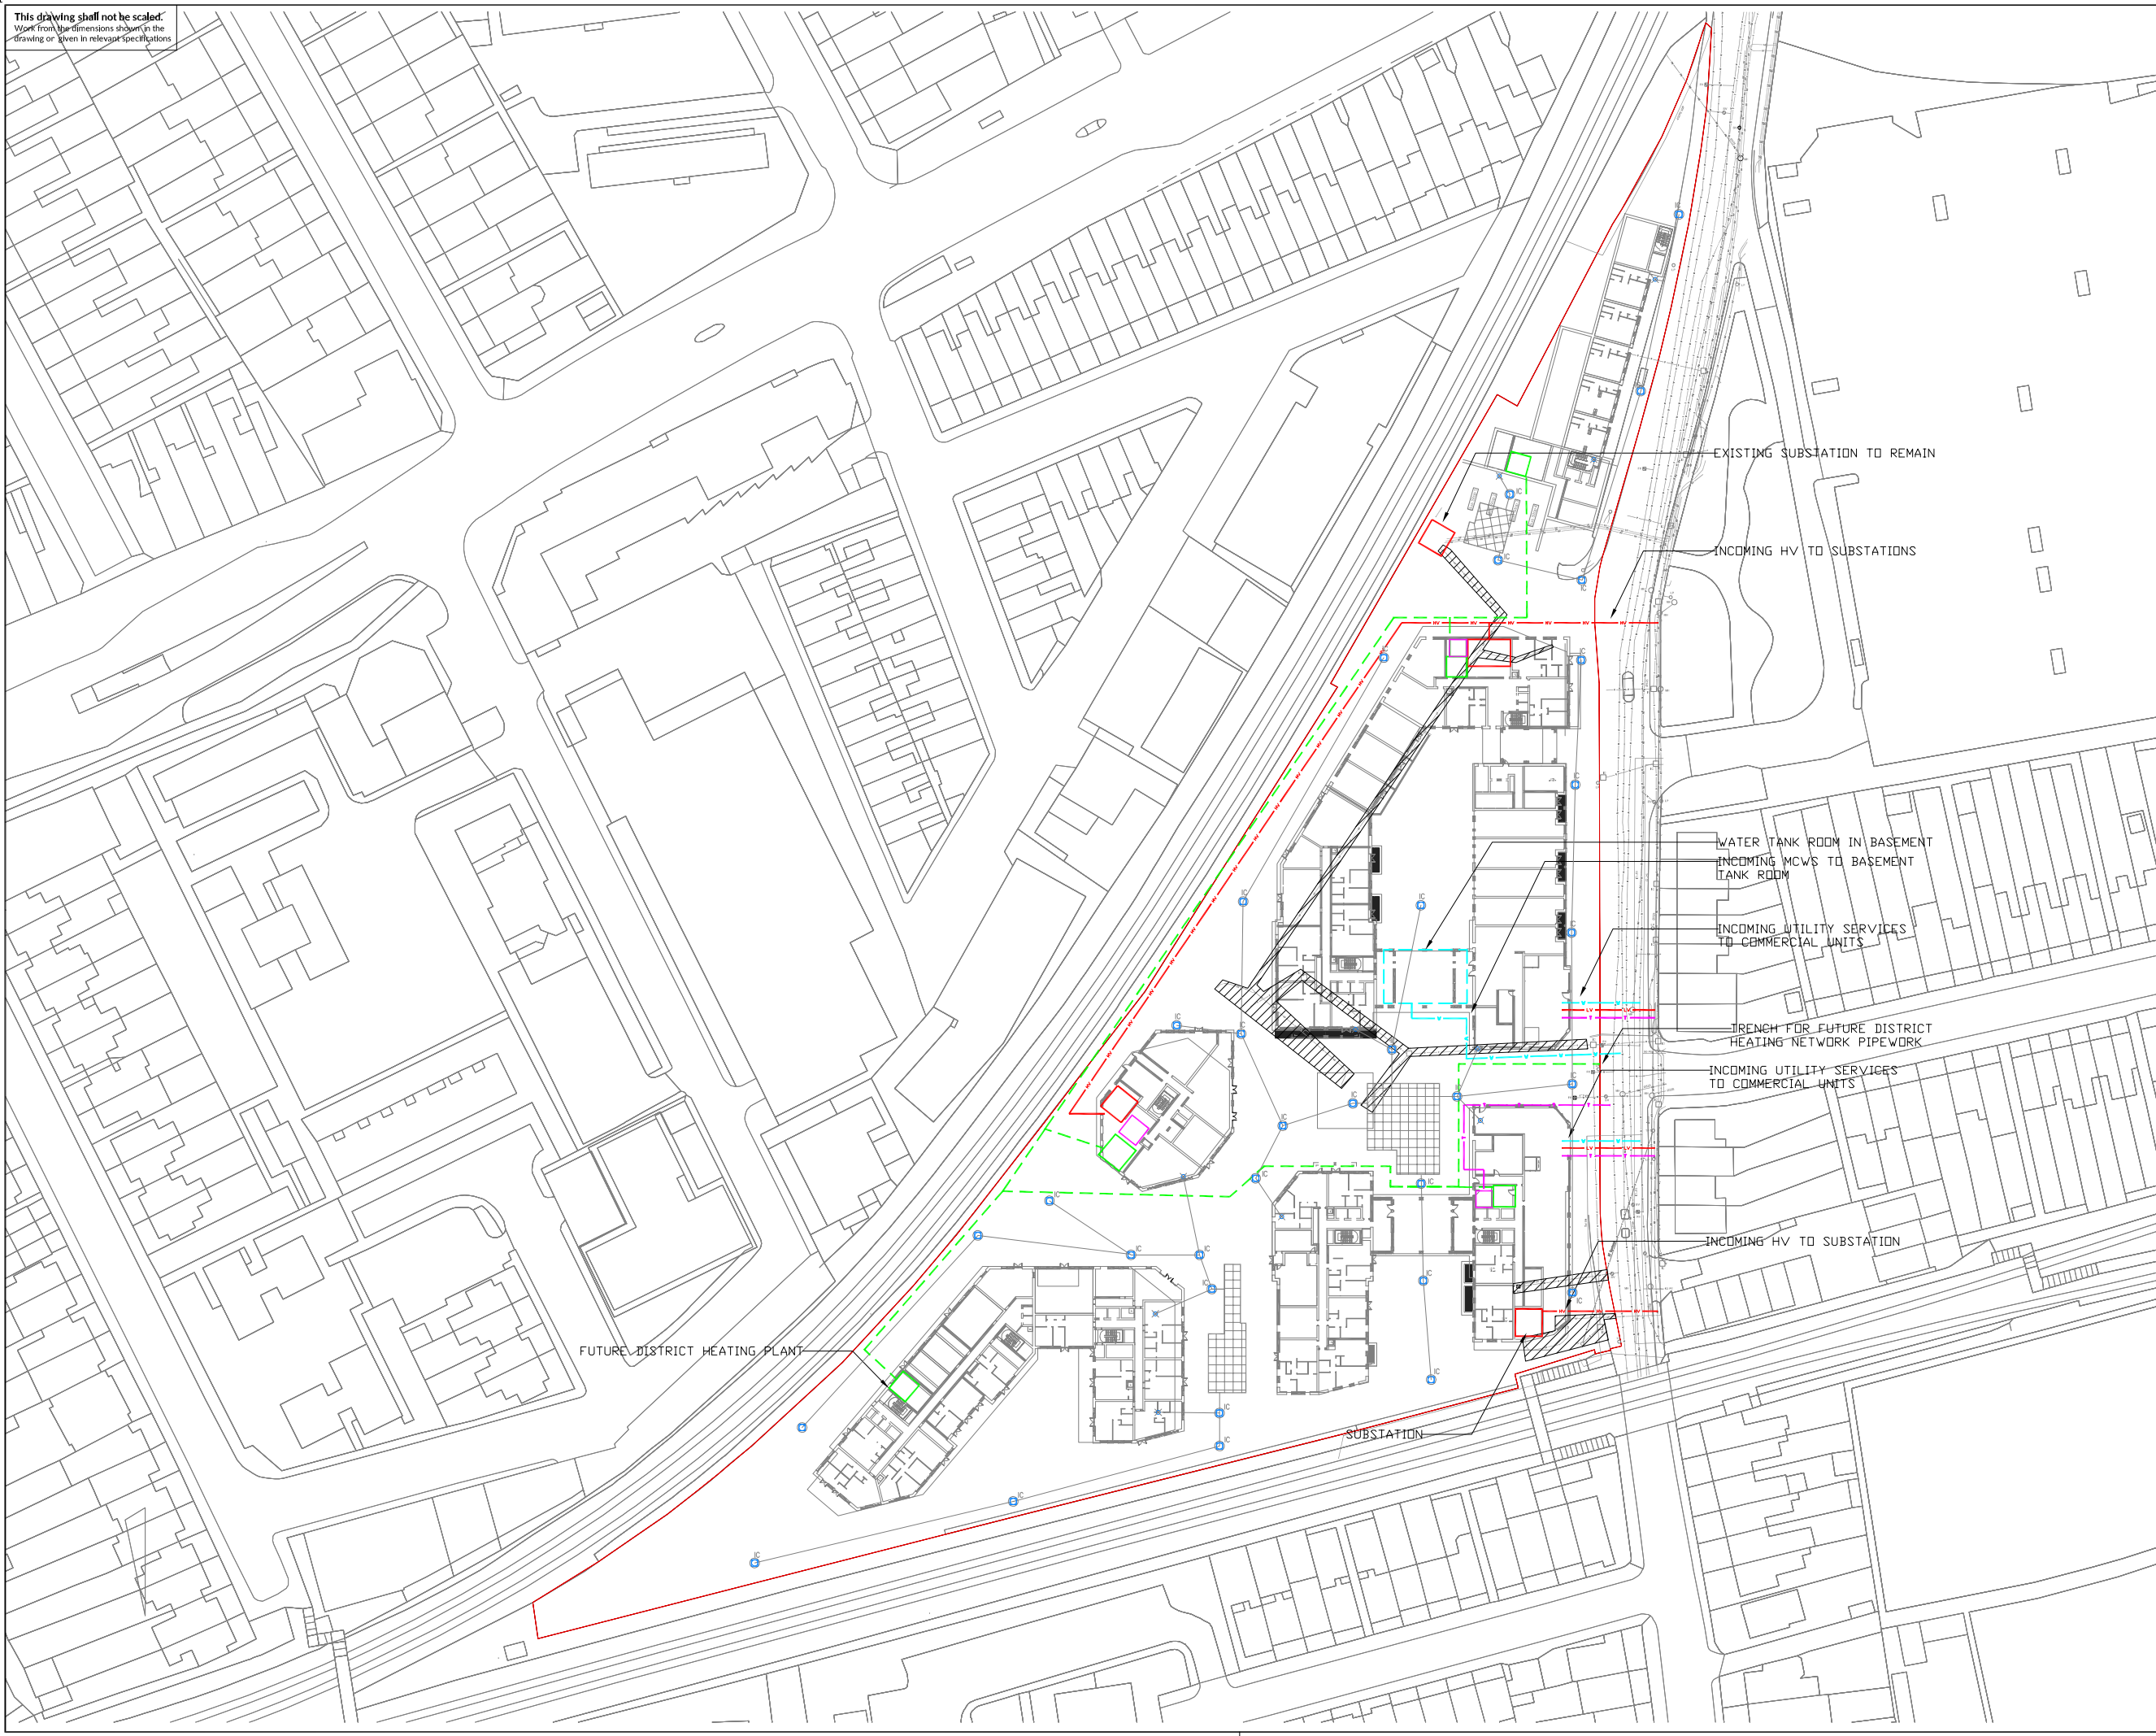 This drawing shall not be scaled.
Work from the dimensions shown in the
drawing or given in relevant specifications
EXISTING SUBSTATION TO REMAIN
INCOMING HV TO SUBSTATIONS
WATER TANK ROOM IN BASEMENT
INCOMING MCWS TO BASEMENT
TANK ROOM
INCOMING UTILITY SERVICES
TO COMMERCIAL UNITS
TRENCH FOR FUTURE DISTRICT
HEATING NETWORK PIPEWORK
INCOMING UTILITY SERVICES
TO COMMERCIAL UNITS
INCOMING HV TO SUBSTATION
FUTURE DISTRICT HEATING PLANT
SUBSTATION